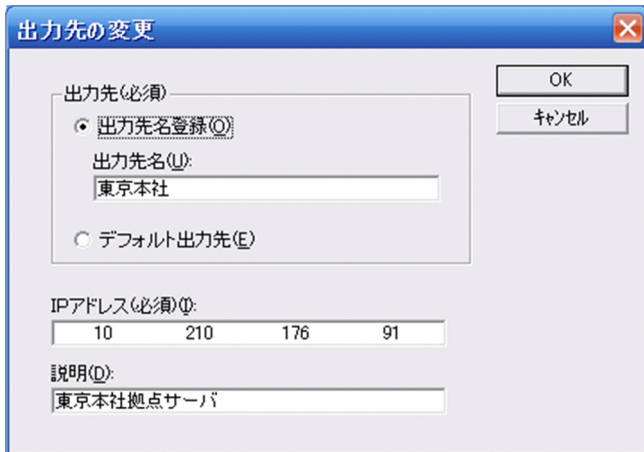 出力先の変更
OK
キャンセル
出力先(必須)
出力先名登録(O)
出力先名(U):
東京本社
デフォルト出力先(E)
IPアドレス(必須)(I):
10 210 176 91
説明(D):
東京本社拠点サーバ